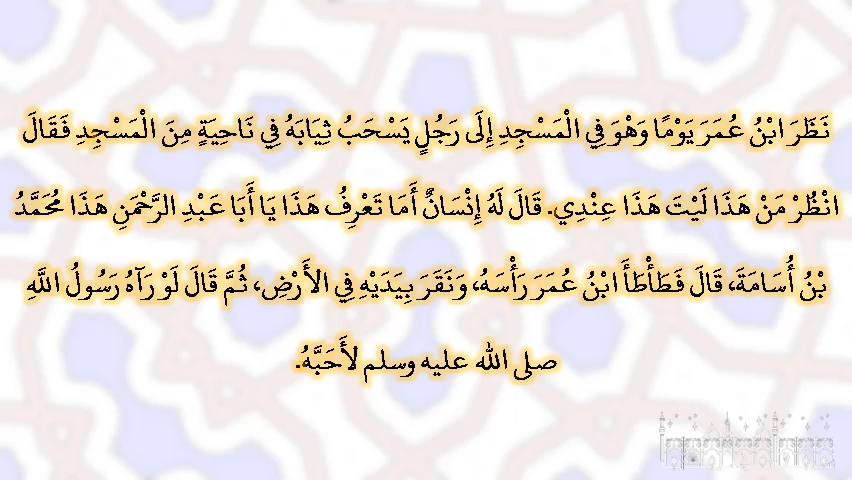 نَظَرَ ابْنُ عُمَرَ يَوْمًا وَهْوَ فِي الْمَسْجِدِ إِلَى رَجُلٍ يَسْحَبُ ثِيَابَهُ فِي نَاحِيَةٍ مِنَ الْمَسْجِدِ فَقَالَ
انْظُرْ مَنْ هَذَا لَيْتَ هَذَا عِنْدِي. قَالَ لَهُ إِنْسَانٌ أَمَا تَعْرِفُ هَذَا يَا أَبَا عَبْدِ الرَّحْمَنِ هَذَا مُحَمَّدُ
بْنُ أُسَامَةَ، قَالَ فَطَأْطَأَ ابْنُ عُمَرَ رَأْسَهُ، وَنَقَرَ بِيَدَيْهِ فِي الأَرْضِ، ثُمَّ قَالَ لَوْ رَآهُ رَسُولُ اللَّهِ
صلى الله عليه وسلم لأَحَبَّهُ.